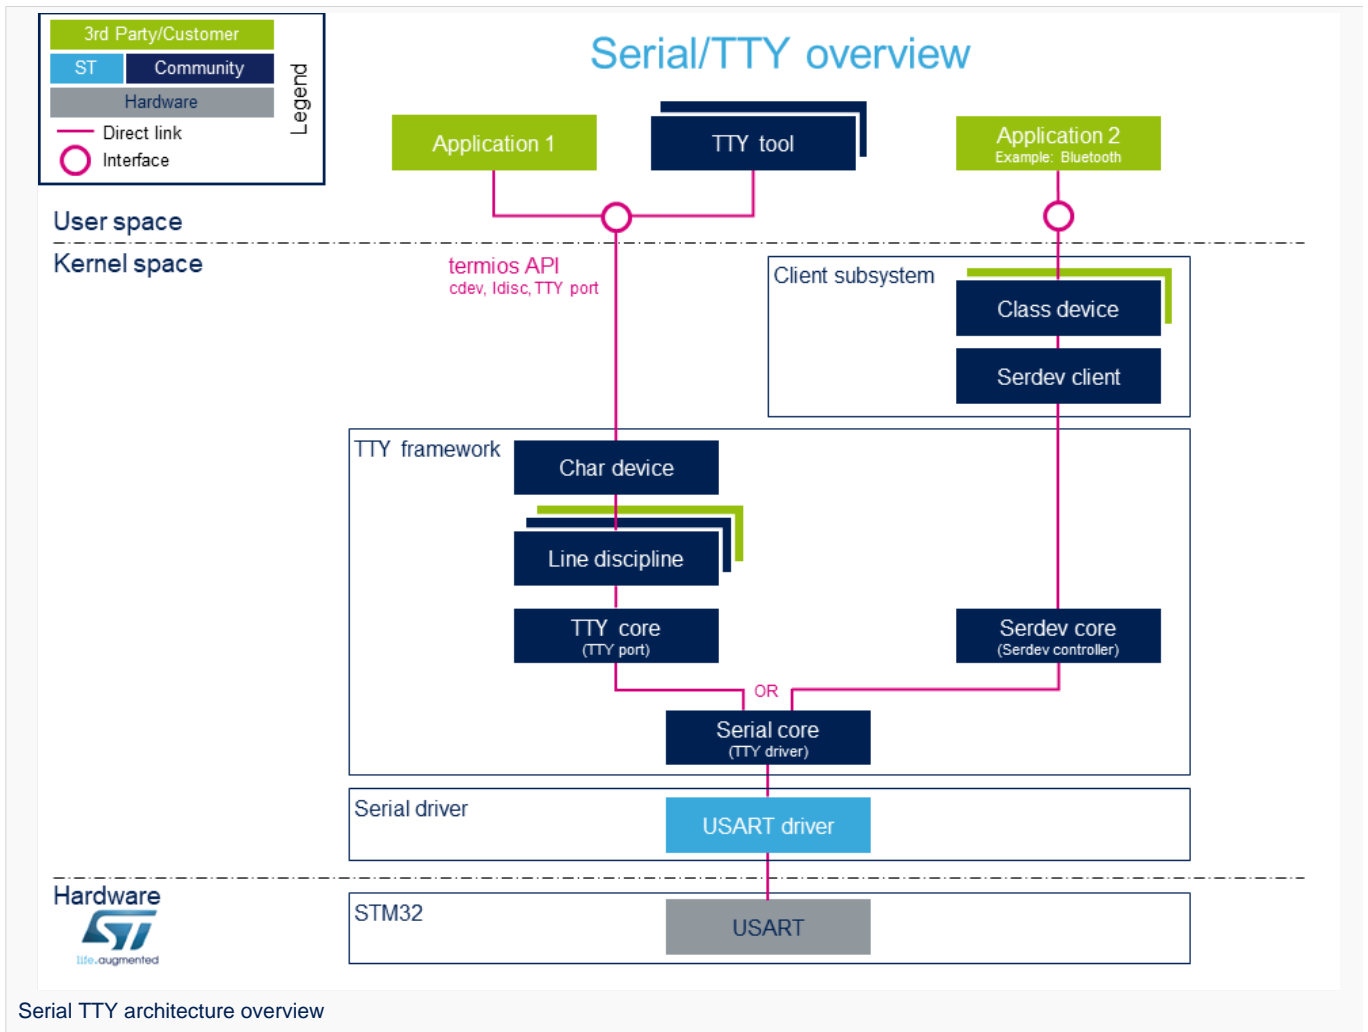 3rd Party/Customer
ST
Community
Hardware
Direct link
Interface
Legend
Serial/TTY overview
Application 1
TTY tool
Application 2
Example: Bluetooth
User space
Kernel space
termios API
cdev, ldisc, TTY port
Client subsystem
Class device
Serdev client
TTY framework
Char device
Line discipline
TTY core
(TTY port)
Serdev core
(Serdev controller)
OR
Serial core
(TTY driver)
Serial driver
USART driver
Hardware
ST
life.augmented
STM32
USART
Serial TTY architecture overview